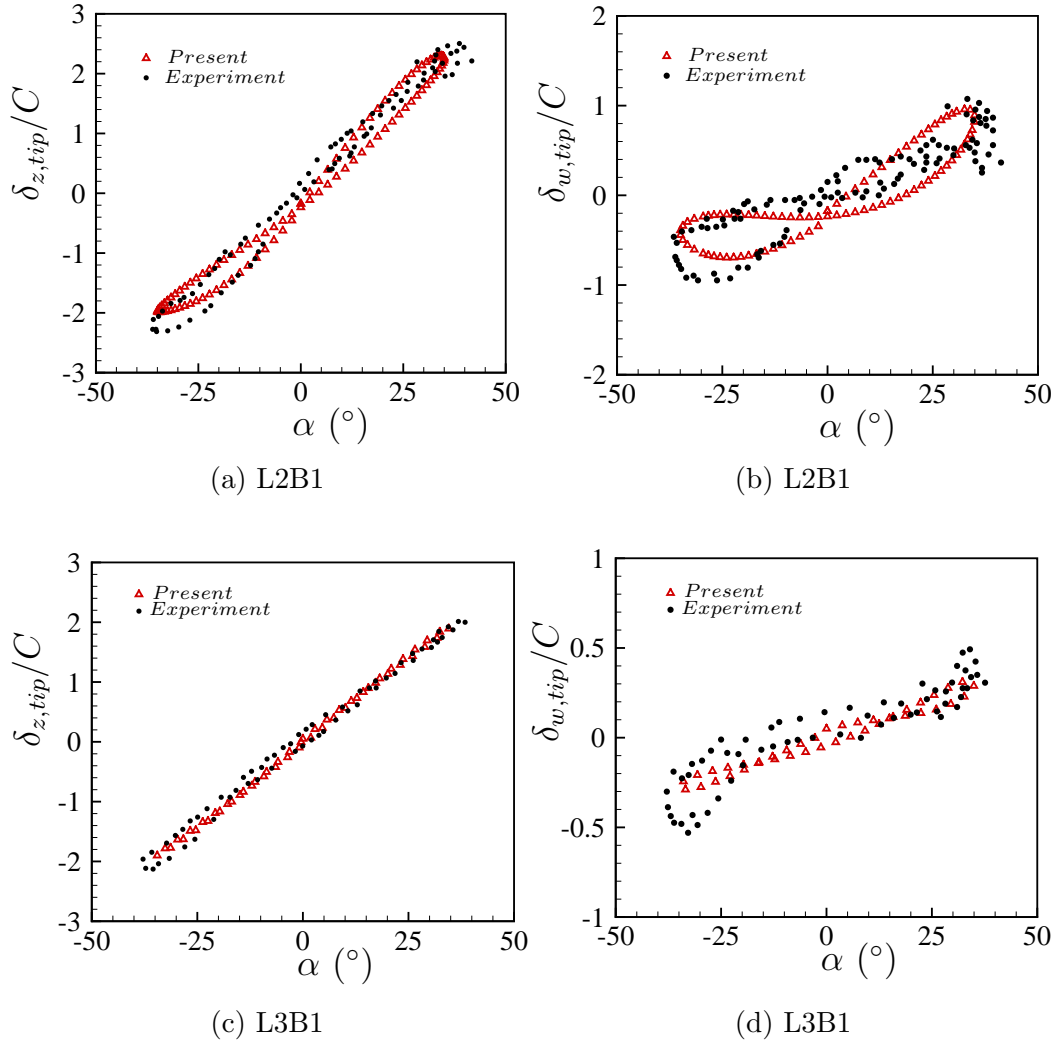 3
2
1
0
-1
-2
-3
-50
-25
0
25
50
δz,tip/C
α (°)
Present
Experiment
(a) L2B1
2
1
0
-1
-2
-50
-25
0
25
50
δw,tip/C
α (°)
Present
Experiment
(b) L2B1
3
2
1
0
-1
-2
-3
-50
-25
0
25
50
δz,tip/C
α (°)
Present
Experiment
(c) L3B1
1
0.5
0
-0.5
-1
-50
-25
0
25
50
δw,tip/C
α (°)
Present
Experiment
(d) L3B1